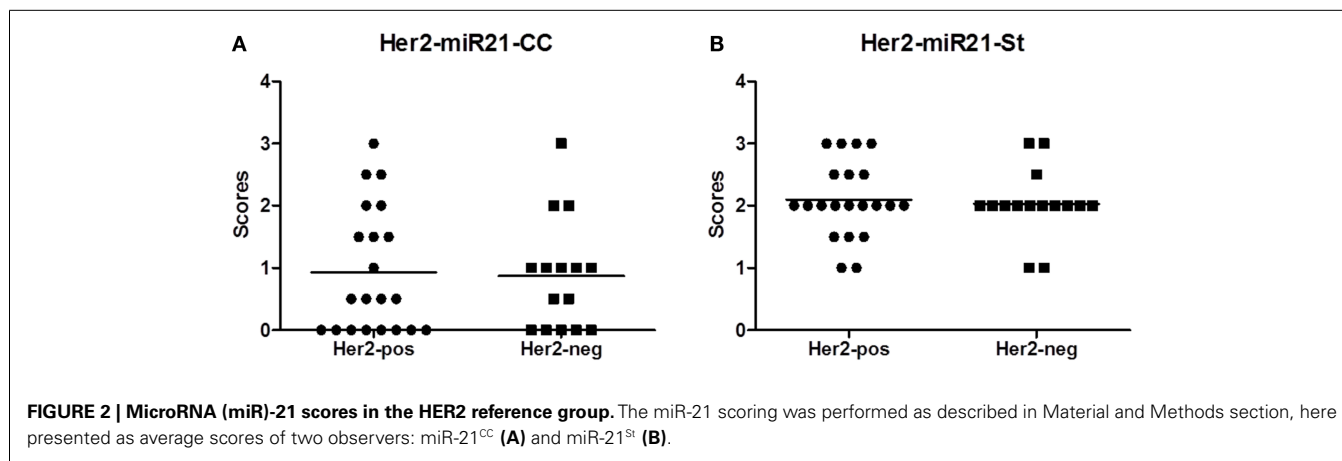 A
Her2-miR21-CC
Scores
4
3
2
1
0
Her2-pos
Her2-neg
B
Her2-miR21-St
Scores
4
3
2
1
0
Her2-pos
Her2-neg
FIGURE 2 | MicroRNA (miR)-21 scores in the HER2 reference group. The miR-21 scoring was performed as described in Material and Methods section, here
presented as average scores of two observers: miR-21CC (A) and miR-21St (B).